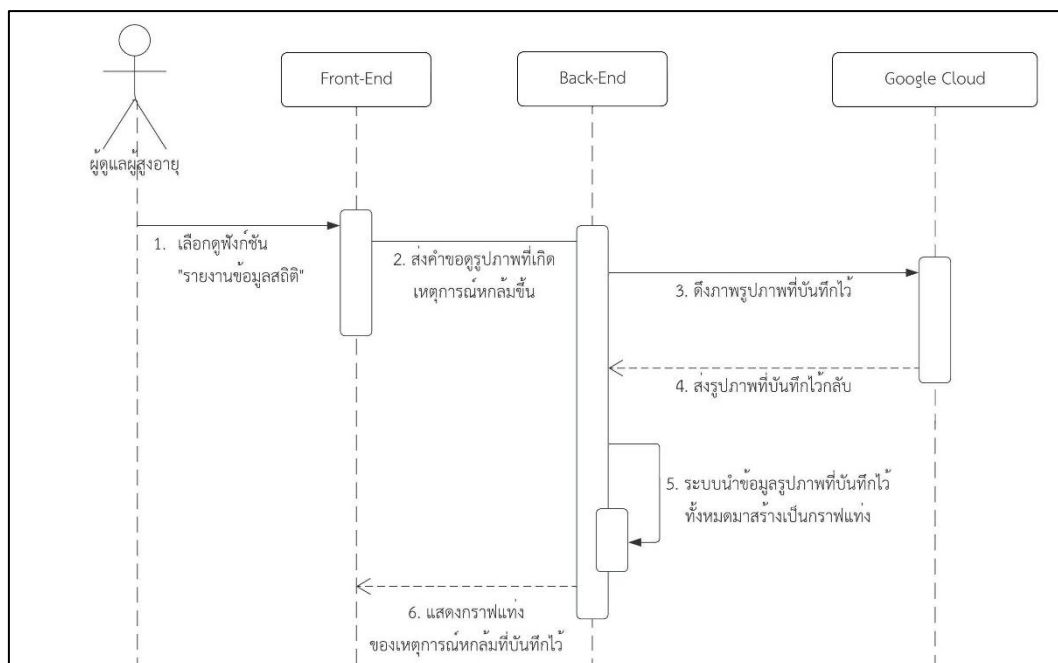 Front-End
Back-End
Google Cloud
ผู้ดูแลผู้สูงอายุ
1. เลือกดูฟังก์ชัน
"รายงานข้อมูลสถิติ"
2. ส่งคำขอดูรูปภาพที่เกิด
เหตุการณ์หกล้มขึ้น
3. ดึงภาพรูปภาพที่บันทึกไว้
4. ส่งรูปภาพที่บันทึกไว้กลับ
5. ระบบนำข้อมูลรูปภาพที่บันทึกไว้
ทั้งหมดมาสร้างเป็นกราฟแท่ง
6. แสดงกราฟแท่ง
ของเหตุการณ์หกล้มที่บันทึกไว้